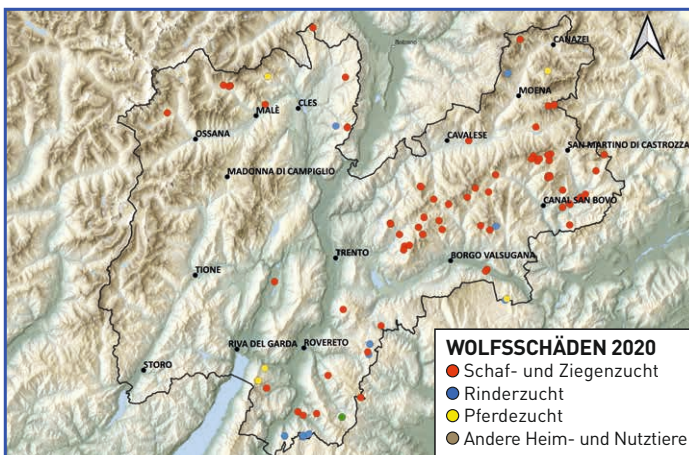 CANAZEI
MOENA
CLES
MALÈ
OSSANA
CAVALESE
SAN MARTINO DI CASTROZZA
MADONNA DI CAMPIGLIO
CANAL SAN BOVO
TRENTO
BORGO VALSUGANA
TIONE
RIVA DEL GARDA
ROVERETO
STORO
WOLFSSCHÄDEN 2020
Schaf- und Ziegenzucht
Rinderzucht
Pferdezucht
Andere Heim- und Nutztiere